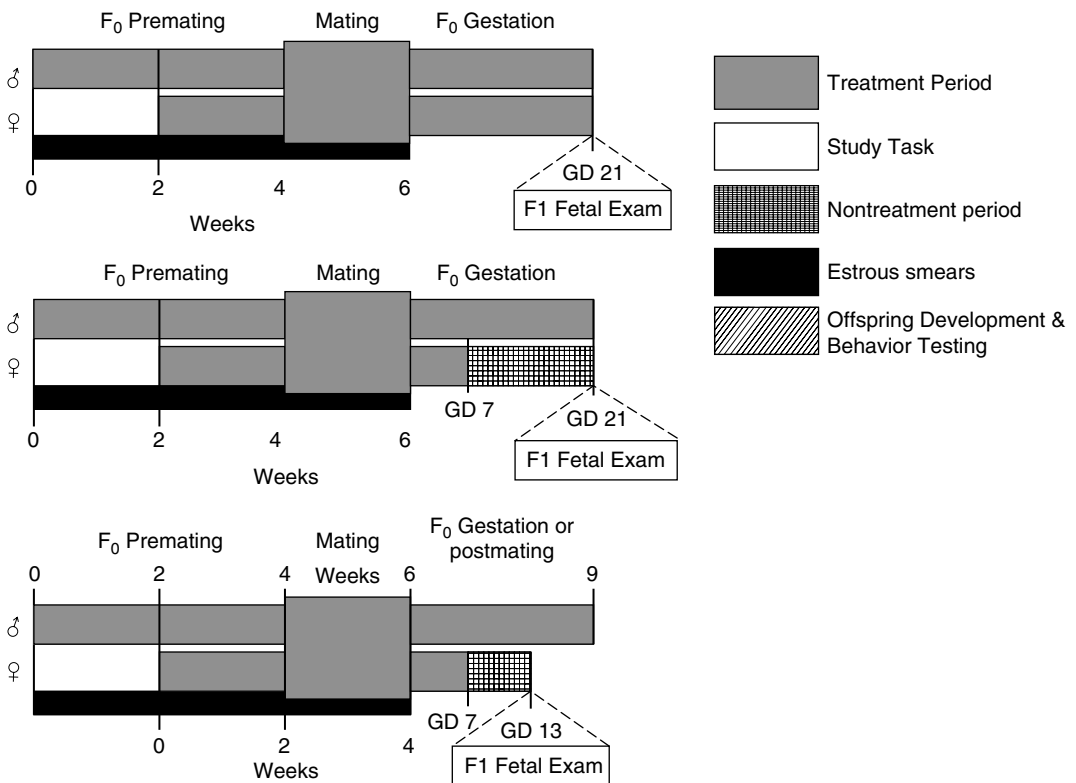 F₀ Premating Mating F₀ Gestation
♂
♀
0 2 4 6
GD 21
Weeks
F1 Fetal Exam
Treatment Period
Study Task
Nontreatment period
Estrous smears
Offspring Development &
Behavior Testing
F₀ Premating Mating F₀ Gestation
♂
♀
GD 7 GD 21
0 2 4 6
Weeks
F1 Fetal Exam
F₀ Gestation or
postmating
F₀ Premating Mating
0 2 4 Weeks 6 9
♂
♀
GD 7 GD 13
0 2 4
Weeks
F1 Fetal Exam